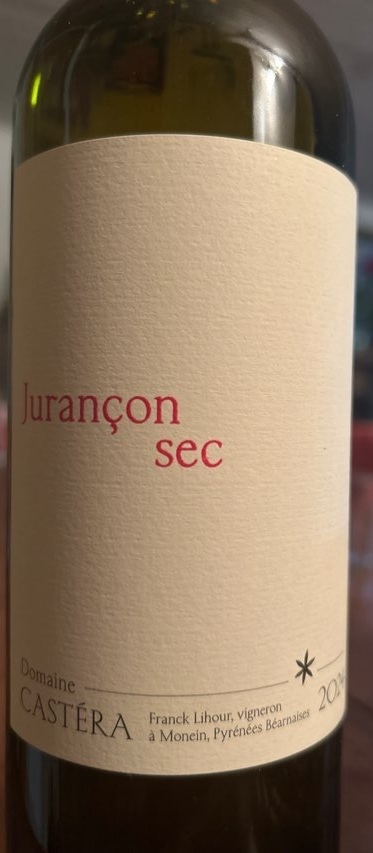 Jurançon
sec
Domaine
CASTÉRA
Franck Lihour, vigneron
à Monein, Pyrénées Béarnaises